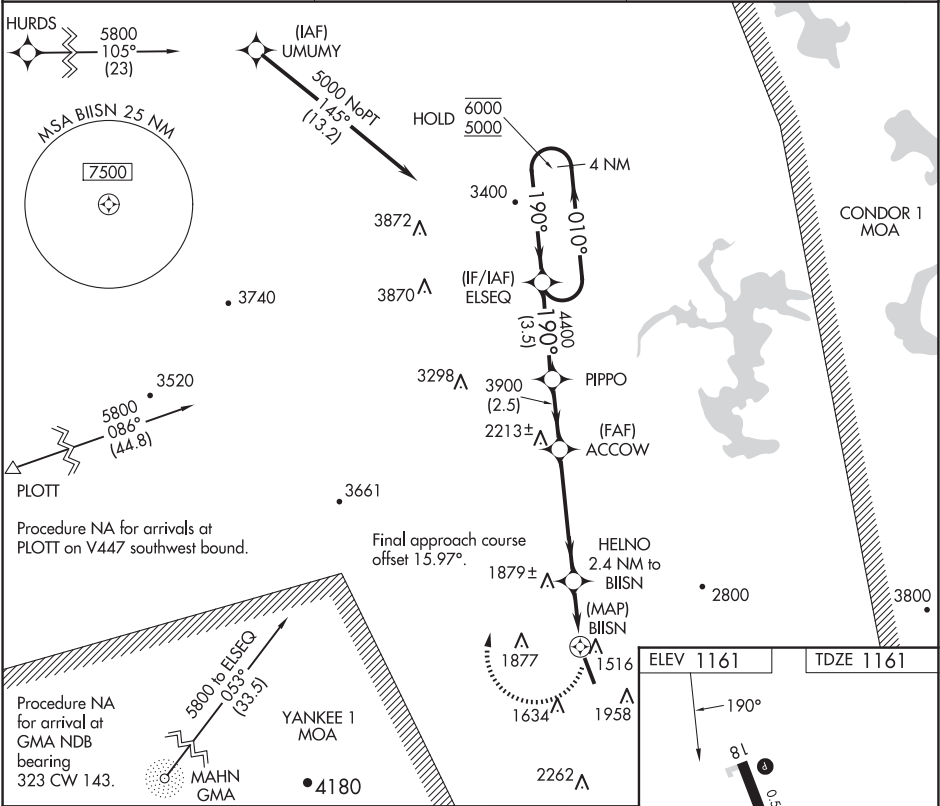 HURDS
5800
105°
(23)
(IAF)
UMUMY
5000 NoPT
145°
(13.2)
MSA BIISN 25 NM
7500
HOLD
6000
5000
4 NM
3400
190°
010°
3872
3870
(IF/IAF)
ELSEQ
CONDOR 1
MOA
3740
4400
190°
(3.5)
3298
3900
(2.5)
PIPPO
3520
5800
086°
(44.8)
2213±
(FAF)
ACCOW
PLOTT
3661
Procedure NA for arrivals at
PLOTT on V447 southwest bound.
Final approach course
offset 15.97°.
HELNO
2.4 NM to
BIISN
1879±
2800
3800
(MAP)
BIISN
1877
1516
1634
1958
5800 to ELSEQ
053°
(33.5)
Procedure NA
for arrival at
GMA NDB
bearing
323 CW 143.
YANKEE 1
MOA
MAHN
GMA
4180
2262
ELEV 1161
TDZE 1161
190°
18
P
0.5